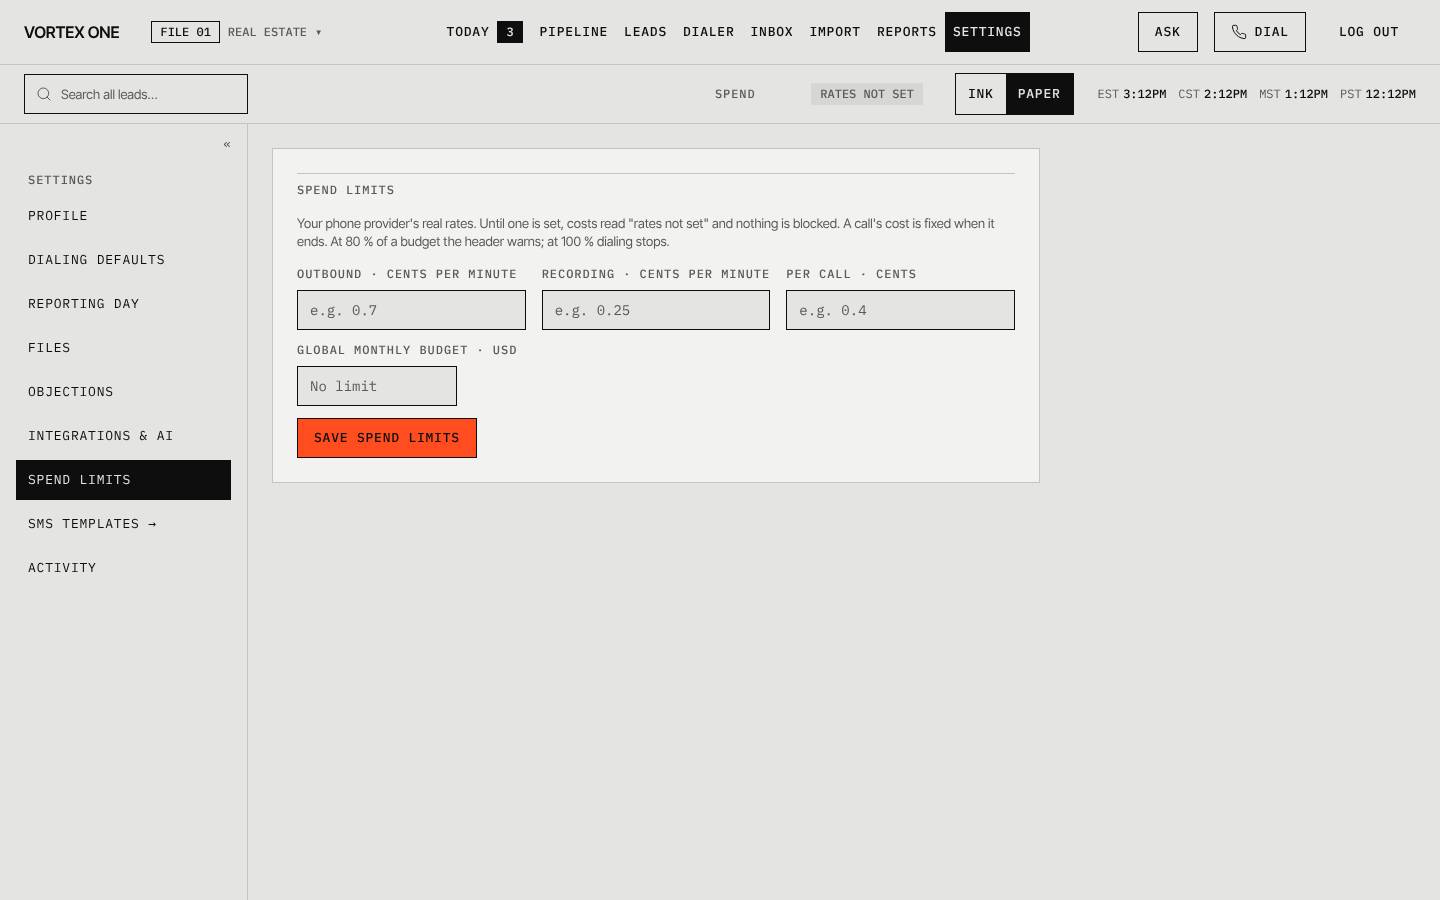 VORTEX ONE
FILE 01 REAL ESTATE ▾
TODAY 3 PIPELINE LEADS DIALER INBOX IMPORT REPORTS SETTINGS
ASK DIAL LOG OUT
Search all leads...
SPEND RATES NOT SET INK PAPER EST 3:12PM CST 2:12PM MST 1:12PM PST 12:12PM
«
SETTINGS
PROFILE
DIALING DEFAULTS
REPORTING DAY
FILES
OBJECTIONS
INTEGRATIONS & AI
SPEND LIMITS
SMS TEMPLATES →
ACTIVITY
SPEND LIMITS
Your phone provider's real rates. Until one is set, costs read "rates not set" and nothing is blocked. A call's cost is fixed when it
ends. At 80 % of a budget the header warns; at 100 % dialing stops.
OUTBOUND · CENTS PER MINUTE RECORDING · CENTS PER MINUTE PER CALL · CENTS
e.g. 0.7 e.g. 0.25 e.g. 0.4
GLOBAL MONTHLY BUDGET · USD
No limit
SAVE SPEND LIMITS